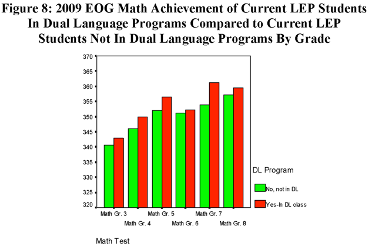 Figure 8: 2009 EOG Math Achievement of Current LEP Students
In Dual Language Programs Compared to Current LEP
Students Not In Dual Language Programs By Grade
370
365
360
355
350
345
340
335
330
325
320
DL Program
No, not in DL
Yes-In DL class
Math Gr. 3
Math Gr. 4
Math Gr. 5
Math Gr. 6
Math Gr. 7
Math Gr. 8
Math Test